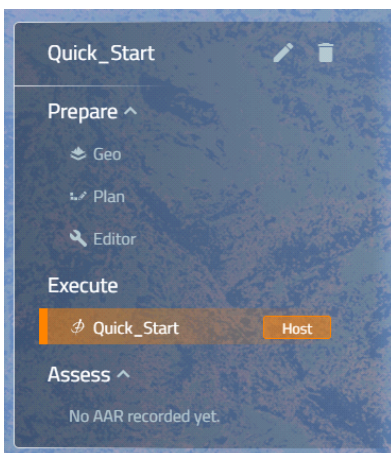 Quick_Start
Prepare
Geo
Plan
Editor
Execute
Quick_Start Host
Assess
No AAR recorded yet.